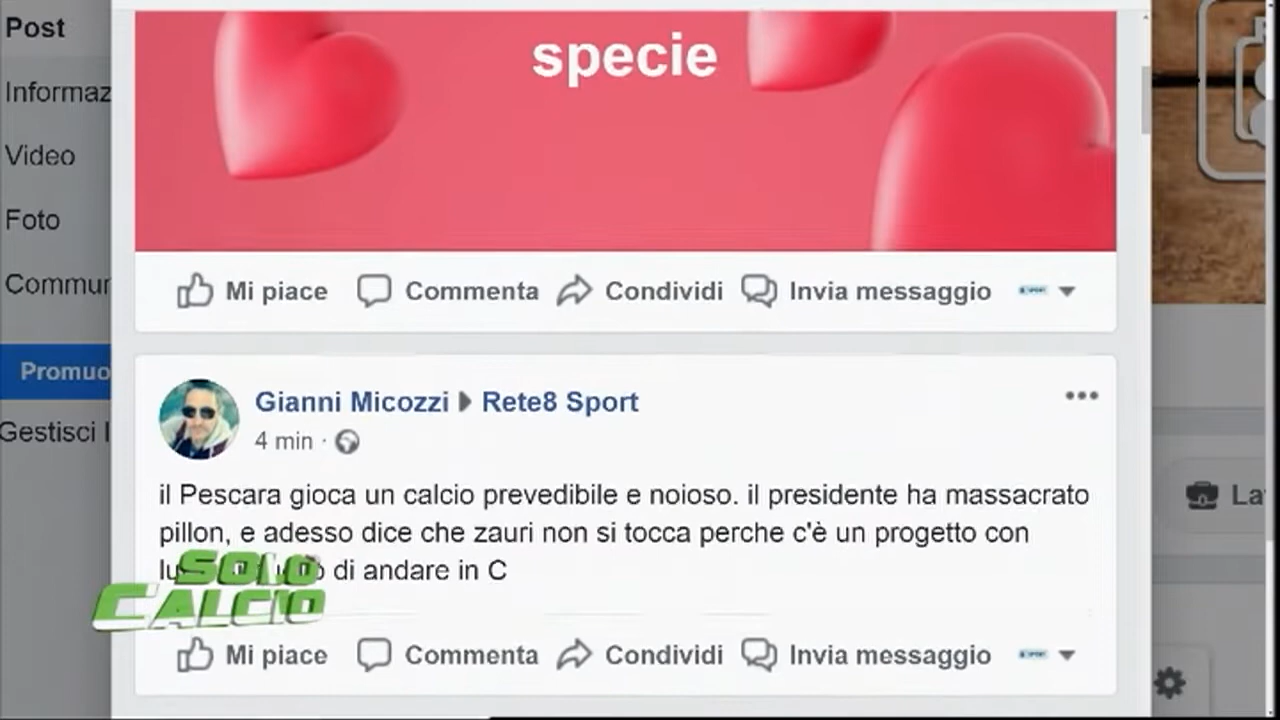 Post
Informaz
Video
Foto
Commun
Promuo
Gestisci I
specie
Mi piace Commenta Condividi Invia messaggio
Gianni Micozzi Rete8 Sport
4 min ·
il Pescara gioca un calcio prevedibile e noioso. il presidente ha massacrato
pillon, e adesso dice che zauri non si tocca perche c'è un progetto con
di andare in C
SOLO
CALCIO
Mi piace Commenta Condividi Invia messaggio
La